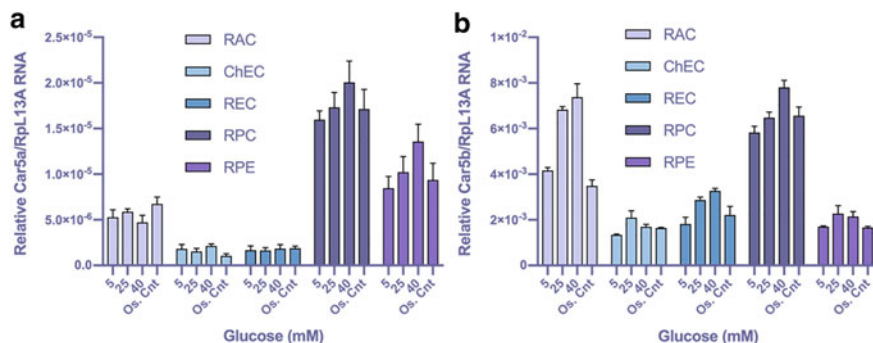 a
Relative Car5a/RpL13A RNA
2.5×10⁻⁵
2.0×10⁻⁵
1.5×10⁻⁵
1.0×10⁻⁵
5.0×10⁻⁶
0.0
RAC
ChEC
REC
RPC
RPE
5 25 40 Os. Cnt 5 25 40 Os. Cnt 5 25 40 Os. Cnt 5 25 40 Os. Cnt 5 25 40 Os. Cnt
Glucose (mM)
b
Relative Car5b/RpL13A RNA
1×10⁻²
8×10⁻³
6×10⁻³
4×10⁻³
2×10⁻³
0
RAC
ChEC
REC
RPC
RPE
5 25 40 Os. Cnt 5 25 40 Os. Cnt 5 25 40 Os. Cnt 5 25 40 Os. Cnt 5 25 40 Os. Cnt
Glucose (mM)